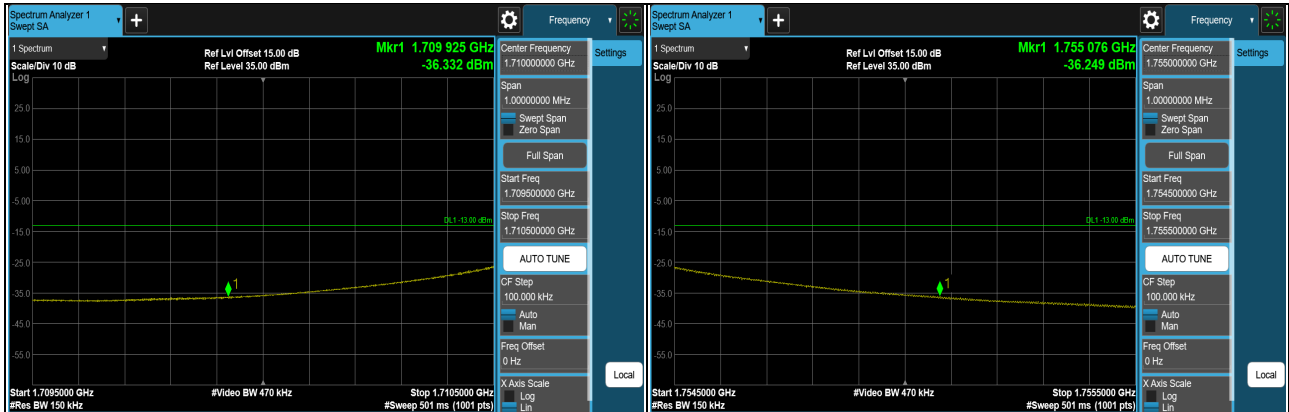 Spectrum Analyzer 1
Swept SA
Frequency
1 Spectrum
Ref Lvl Offset 15.00 dB
Mkr1 1.709 925 GHz
Scale/Div 10 dB
Ref Level 35.00 dBm
-36.332 dBm
Log
25.0
15.0
5.00
-5.00
-15.0
-25.0
-35.0
-45.0
-55.0
DL1 -13.00 dBm
1
Start 1.7095000 GHz
#Video BW 470 kHz
Stop 1.7105000 GHz
#Res BW 150 kHz
#Sweep 501 ms (1001 pts)
Center Frequency
1.710000000 GHz
Settings
Span
1.00000000 MHz
Swept Span
Zero Span
Full Span
Start Freq
1.709500000 GHz
Stop Freq
1.710500000 GHz
AUTO TUNE
CF Step
100.000 kHz
Auto
Man
Freq Offset
0 Hz
X Axis Scale
Log
Lin
Local
Spectrum Analyzer 1
Swept SA
Frequency
1 Spectrum
Ref Lvl Offset 15.00 dB
Mkr1 1.755 076 GHz
Scale/Div 10 dB
Ref Level 35.00 dBm
-36.249 dBm
Log
25.0
15.0
5.00
-5.00
-15.0
-25.0
-35.0
-45.0
-55.0
DL1 -13.00 dBm
1
Start 1.7545000 GHz
#Video BW 470 kHz
Stop 1.7555000 GHz
#Res BW 150 kHz
#Sweep 501 ms (1001 pts)
Center Frequency
1.755000000 GHz
Settings
Span
1.00000000 MHz
Swept Span
Zero Span
Full Span
Start Freq
1.754500000 GHz
Stop Freq
1.755500000 GHz
AUTO TUNE
CF Step
100.000 kHz
Auto
Man
Freq Offset
0 Hz
X Axis Scale
Log
Lin
Local